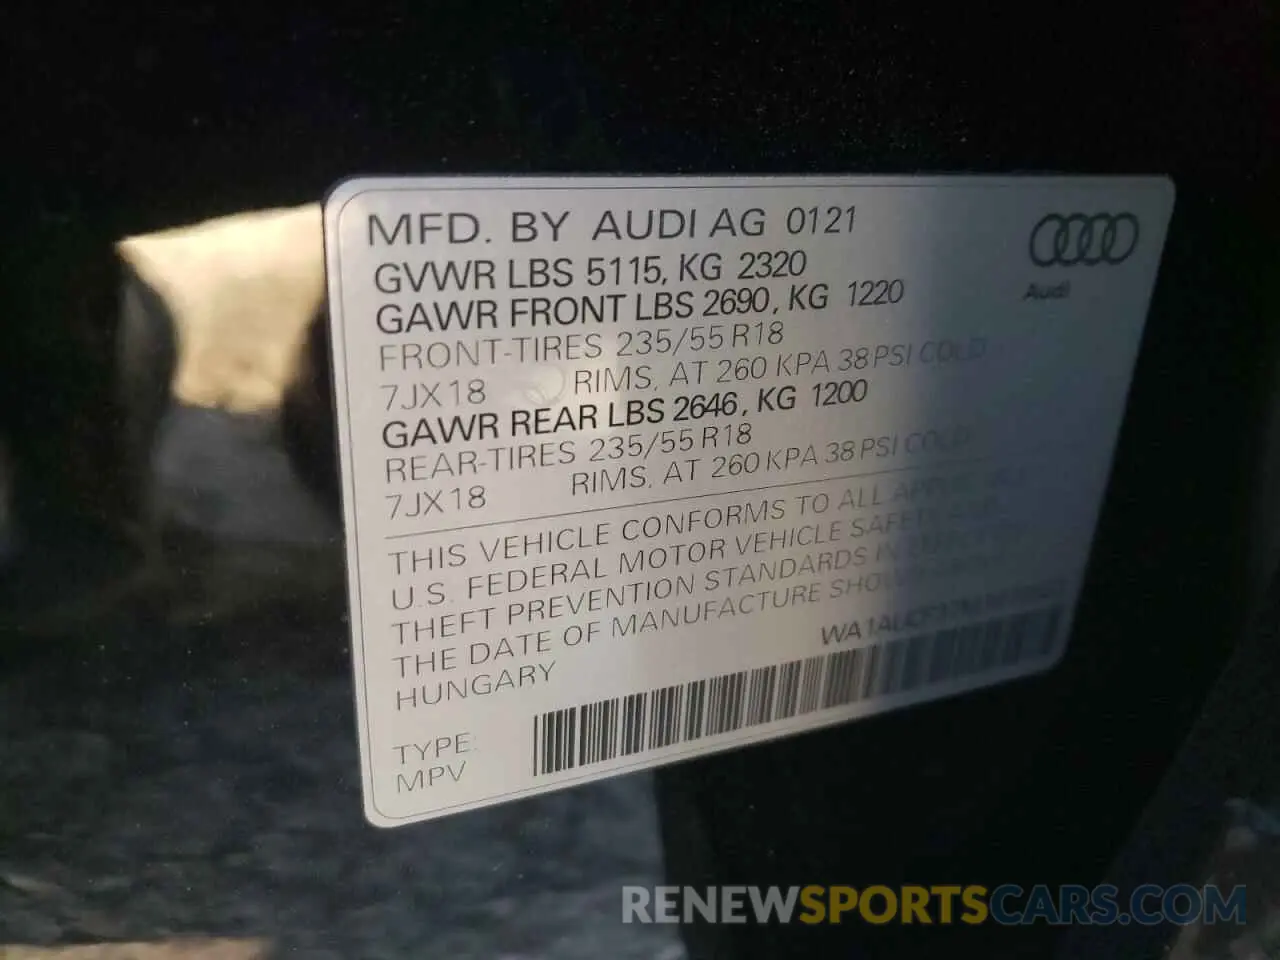 MFD. BY AUDI AG 0121
GVWR LBS 5115, KG 2320
GAWR FRONT LBS 2690, KG 1220
FRONT-TIRES 235/55 R18
7JX18 RIMS, AT 260 KPA 38 PSI COLD
GAWR REAR LBS 2646, KG 1200
REAR-TIRES 235/55 R18
7JX18 RIMS, AT 260 KPA 38 PSI COLD
THIS VEHICLE CONFORMS TO ALL
U.S. FEDERAL MOTOR VEHICLE SAFETY
THEFT PREVENTION STANDARDS IN
THE DATE OF MANUFACTURE
HUNGARY
TYPE:
MPV
Audi
RENEWSPORTSCARS.COM